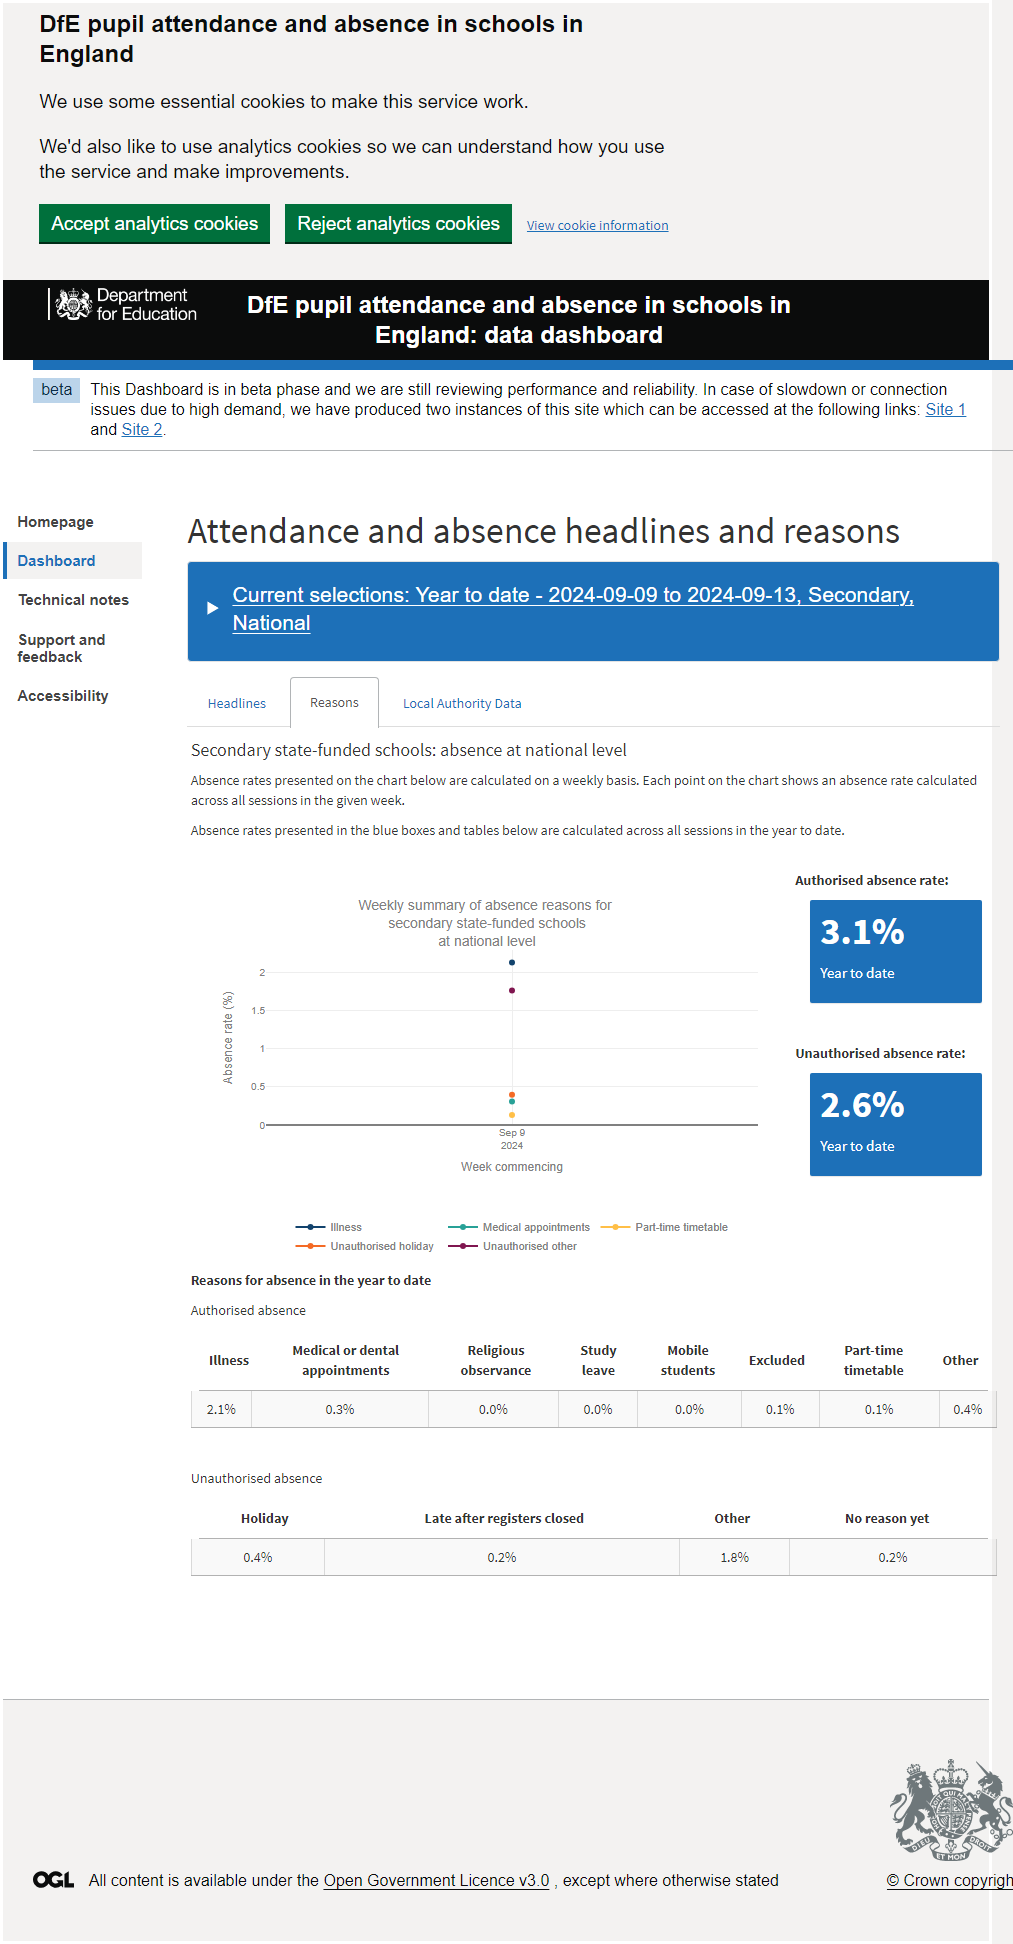 DfE pupil attendance and absence in schools in
England
We use some essential cookies to make this service work.
We'd also like to use analytics cookies so we can understand how you use
the service and make improvements.
Accept analytics cookies Reject analytics cookies View cookie information
Department
for Education
DfE pupil attendance and absence in schools in
England: data dashboard
beta This Dashboard is in beta phase and we are still reviewing performance and reliability. In case of slowdown or connection
issues due to high demand, we have produced two instances of this site which can be accessed at the following links: Site 1
and Site 2.
Homepage
Dashboard
Technical notes
Support and
feedback
Accessibility
Attendance and absence headlines and reasons
Current selections: Year to date - 2024-09-09 to 2024-09-13, Secondary,
National
Headlines Reasons Local Authority Data
Secondary state-funded schools: absence at national level
Absence rates presented on the chart below are calculated on a weekly basis. Each point on the chart shows an absence rate calculated
across all sessions in the given week.
Absence rates presented in the blue boxes and tables below are calculated across all sessions in the year to date.
Weekly summary of absence reasons for
secondary state-funded schools
at national level
Absence rate (%)
2
1.5
1
0.5
0
Sep 9
2024
Week commencing
Illness Medical appointments Part-time timetable
Unauthorised holiday Unauthorised other
Authorised absence rate:
3.1%
Year to date
Unauthorised absence rate:
2.6%
Year to date
Reasons for absence in the year to date
Authorised absence
Illness Medical or dental appointments Religious observance Study leave Mobile students Excluded Part-time timetable Other
2.1% 0.3% 0.0% 0.0% 0.0% 0.1% 0.1% 0.4%
Unauthorised absence
Holiday Late after registers closed Other No reason yet
0.4% 0.2% 1.8% 0.2%
DIEU ET MON DROIT
OGL All content is available under the Open Government Licence v3.0 , except where otherwise stated
© Crown copyrigh